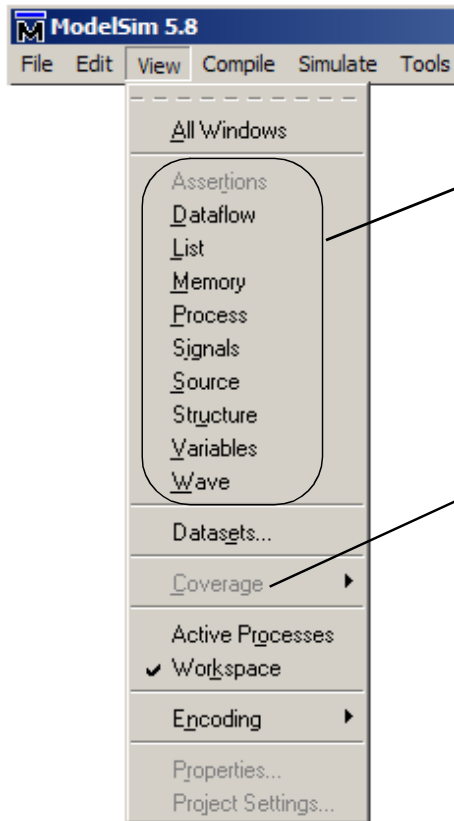 ModelSim 5.8
File Edit View Compile Simulate Tools
All Windows
Assertions
Dataflow
List
Memory
Process
Signals
Source
Structure
Variables
Wave
Datasets...
Coverage
Active Processes
Workspace
Encoding
Properties...
Project Settings...